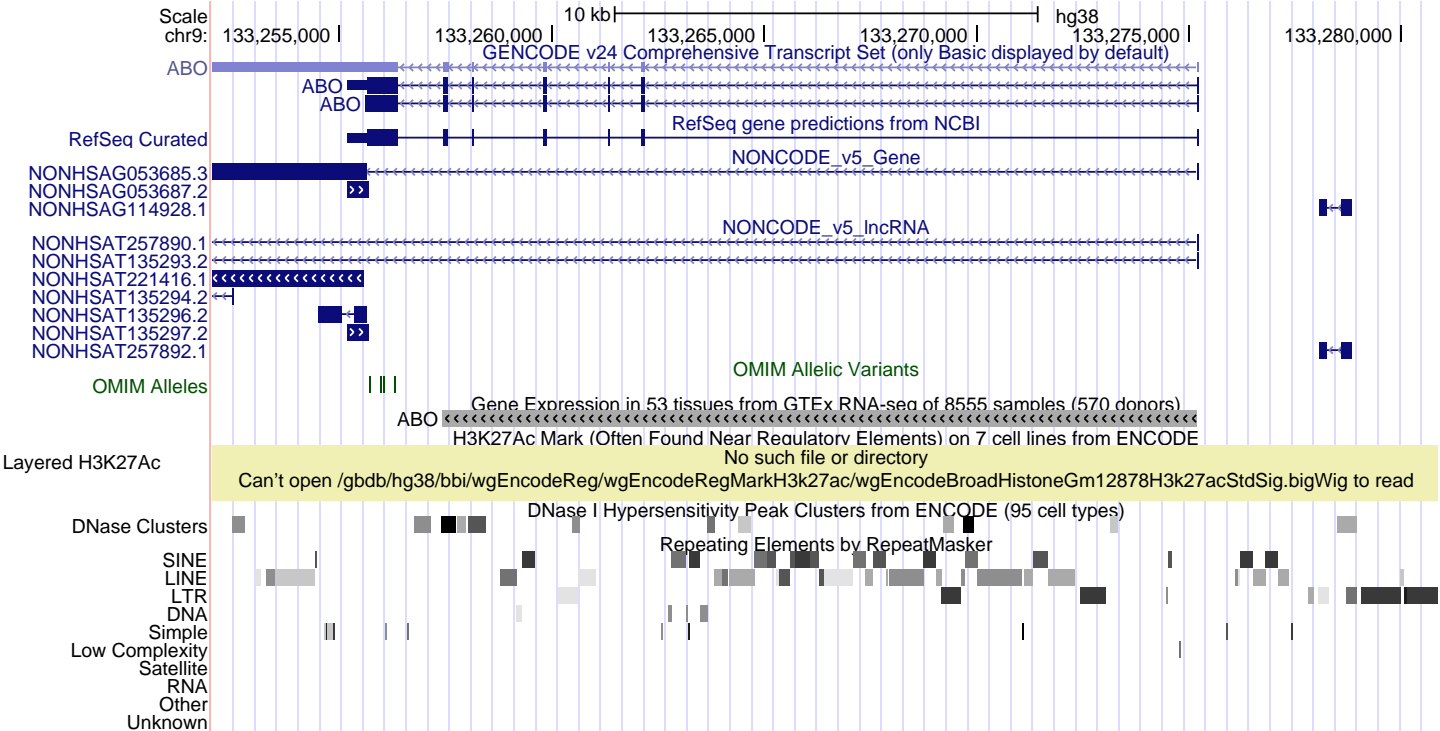 Scale 10 kb hg38
chr9: 133,255,000 133,260,000 133,265,000 133,270,000 133,275,000 133,280,000
GENCODE v24 Comprehensive Transcript Set (only Basic displayed by default)
ABO
ABO
ABO
RefSeq gene predictions from NCBI
RefSeq Curated
NONCODE_v5_Gene
NONHSAG053685.3
NONHSAG053687.2
NONHSAG114928.1
NONCODE_v5_lncRNA
NONHSAT257890.1
NONHSAT135293.2
NONHSAT221416.1
NONHSAT135294.2
NONHSAT135296.2
NONHSAT135297.2
NONHSAT257892.1
OMIM Allelic Variants
OMIM Alleles
Gene Expression in 53 tissues from GTEx RNA-seq of 8555 samples (570 donors)
ABO
H3K27Ac Mark (Often Found Near Regulatory Elements) on 7 cell lines from ENCODE
No such file or directory
Layered H3K27Ac
Can't open /gbdb/hg38/bbi/wgEncodeReg/wgEncodeRegMarkH3k27ac/wgEncodeBroadHistoneGm12878H3k27acStdSig.bigWig to read
DNase I Hypersensitivity Peak Clusters from ENCODE (95 cell types)
DNase Clusters
Repeating Elements by RepeatMasker
SINE
LINE
LTR
DNA
Simple
Low Complexity
Satellite
RNA
Other
Unknown